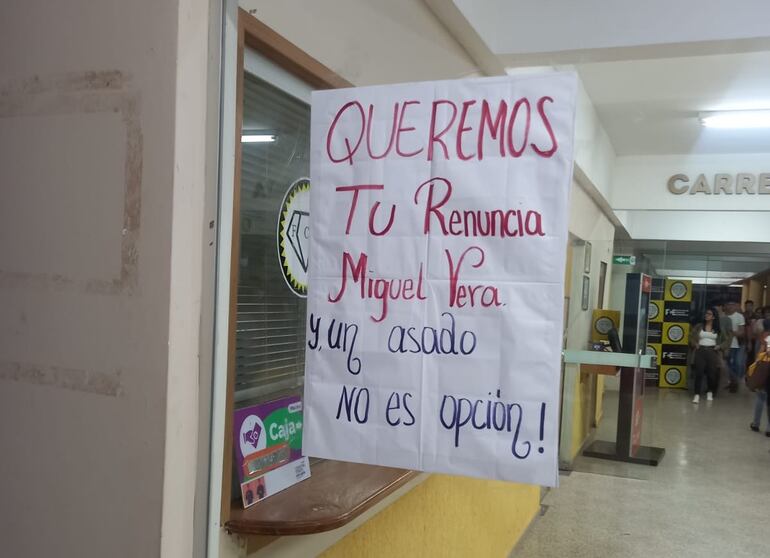 QUEREMOS
Tu Renuncia
Miguel Vera.
y, un asado
No es opción!
Caja
CARRE